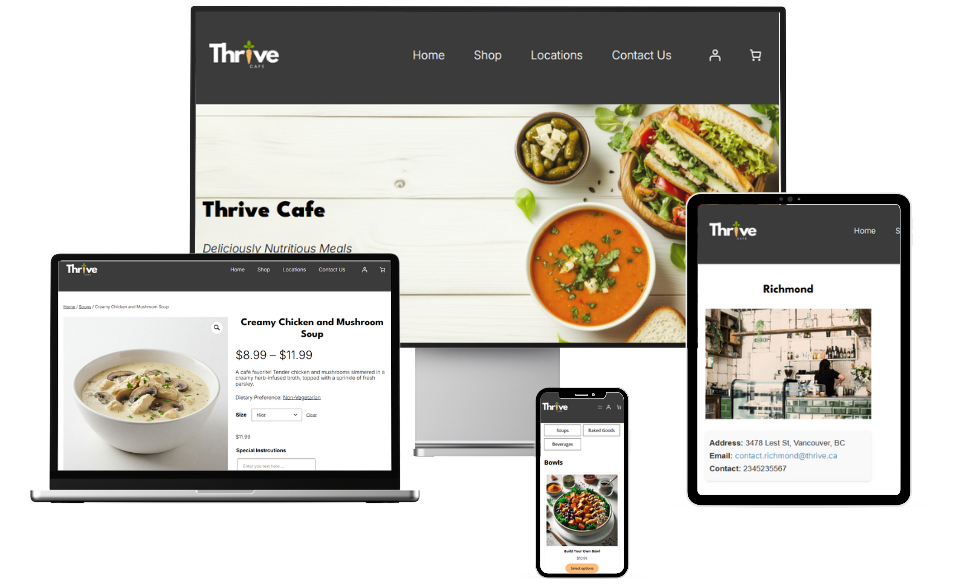 Thrive
CAFE
Home Shop Locations Contact Us
Thrive Cafe
Deliciously Nutritious Meals
Thrive
Home Shop Locations Contact Us
Home / Soups / Creamy Chicken and Mushroom Soup
Creamy Chicken and Mushroom
Soup
$8.99 – $11.99
A café favorite! Tender chicken and mushrooms simmered in a
creamy herb-infused broth, topped with a sprinkle of fresh
parsley.
Dietary Preference: Non-Vegetarian
Size 16oz Clear
$11.99
Special Instructions
Enter you text here...
Thrive
Soups Baked Goods
Beverages
Bowls
Build Your Own Bowl
$10.99
Select options
Thrive
CAFE
Home S
Richmond
Address: 3478 Lest St, Vancouver, BC
Email: contact.richmond@thrive.ca
Contact: 2345235567